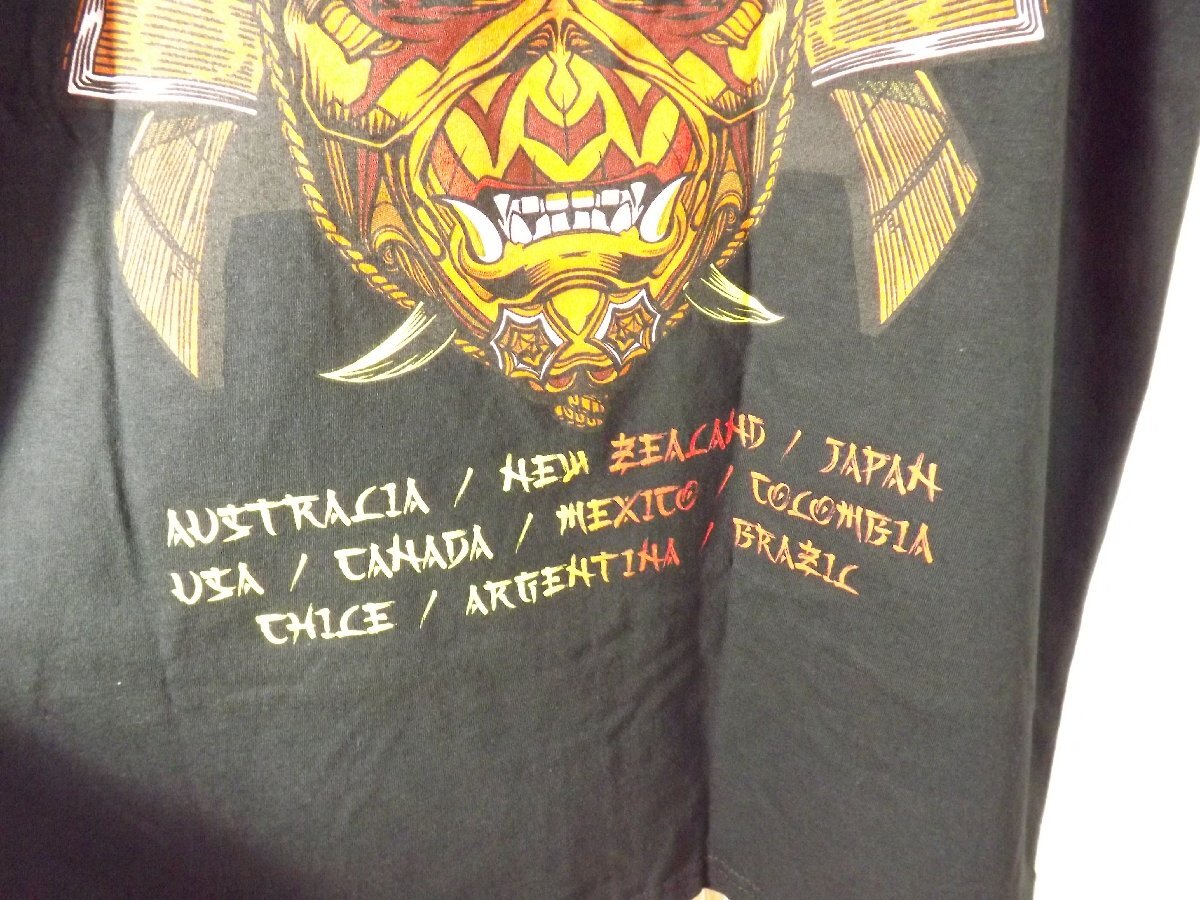 AUSTRALIA / NEW ZEALAND / JAPAN
USA / CANADA / MEXICO / COLOMBIA
CHILE / ARGENTINA / BRAZIL